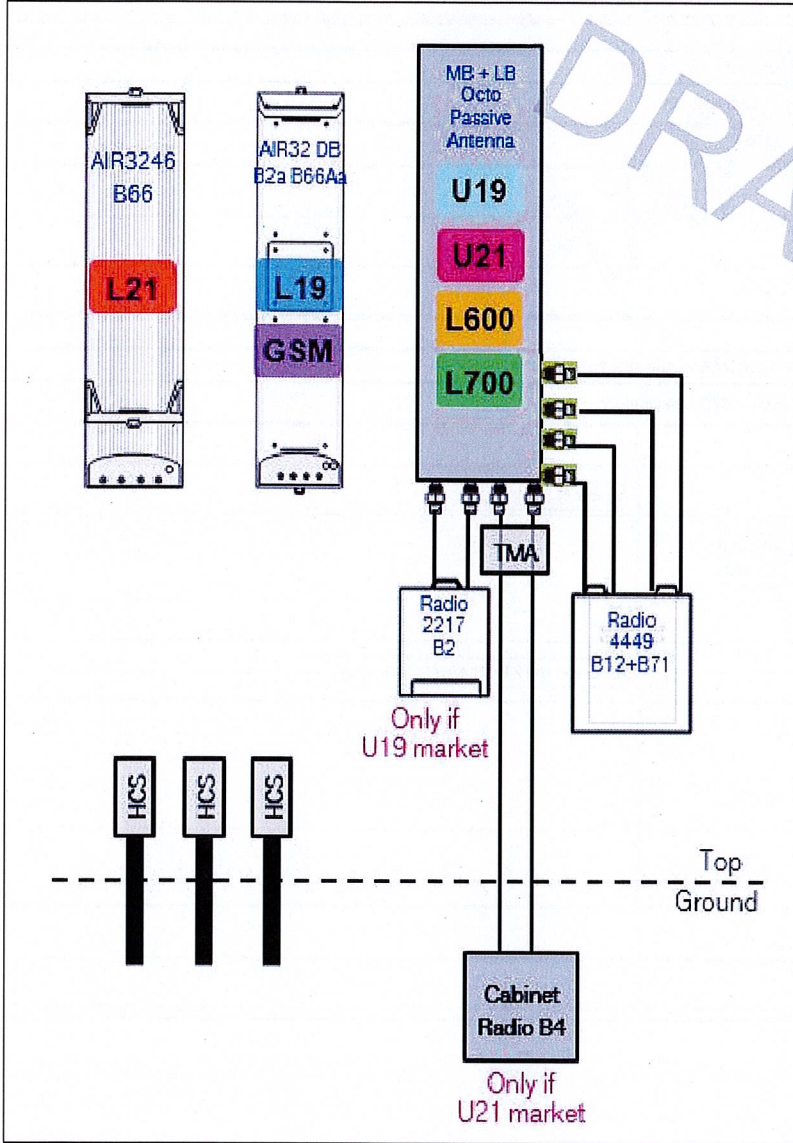 DRA
AIR3246
B66
L21
AIR32 DB
B2a B66Aa
L19
GSM
MB + LB
Octo
Passive
Antenna
U19
U21
L600
L700
TMA
Radio
2217
B2
Only if
U19 market
Radio
4449
B12+B71
HCS
HCS
HCS
Top
Ground
Cabinet
Radio B4
Only if
U21 market